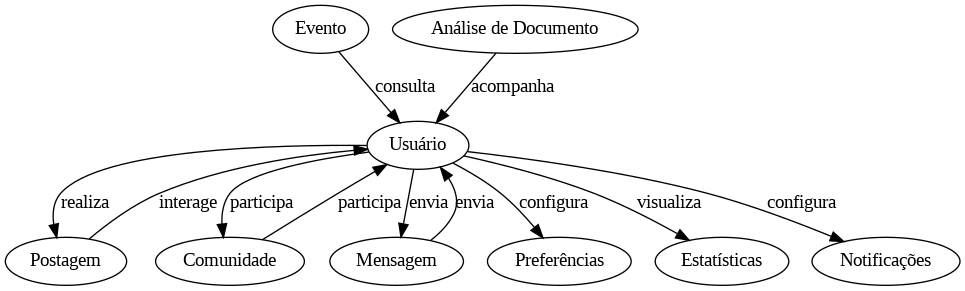 Evento
Análise de Documento
consulta
acompanha
Usuário
realiza
interage
participa
participa
envia
envia
configura
visualiza
configura
Postagem
Comunidade
Mensagem
Preferências
Estatísticas
Notificações